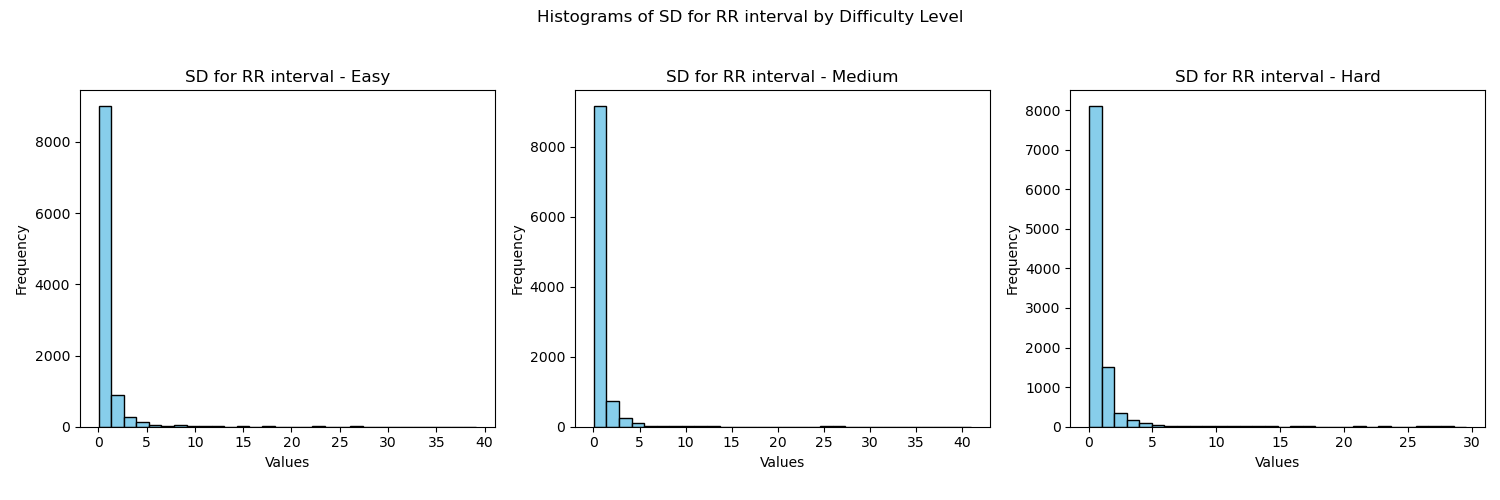 Histograms of SD for RR interval by Difficulty Level
SD for RR interval - Easy
Frequency
8000
6000
4000
2000
0
0 5 10 15 20 25 30 35 40
Values
SD for RR interval - Medium
Frequency
8000
6000
4000
2000
0
0 5 10 15 20 25 30 35 40
Values
SD for RR interval - Hard
Frequency
8000
7000
6000
5000
4000
3000
2000
1000
0
0 5 10 15 20 25 30
Values